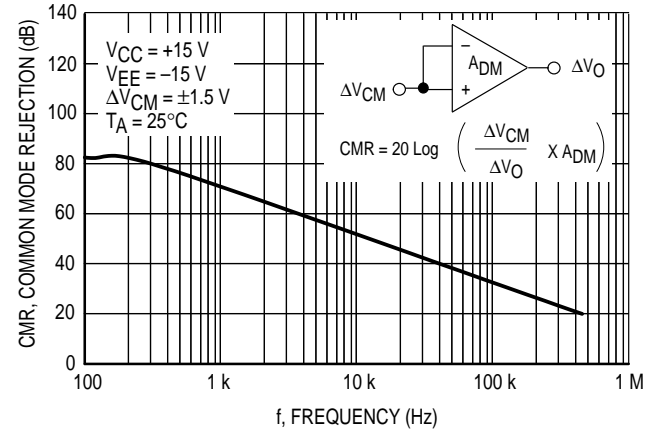 CMR, COMMON MODE REJECTION (dB)
140
120
100
80
60
40
20
0
VCC = +15 V
VEE = –15 V
ΔVCM = ±1.5 V
TA = 25°C
ΔVCM
–
+
ADM
ΔVO
CMR = 20 Log ( ΔVCM / ΔVO X ADM )
100
1 k
10 k
100 k
1 M
f, FREQUENCY (Hz)